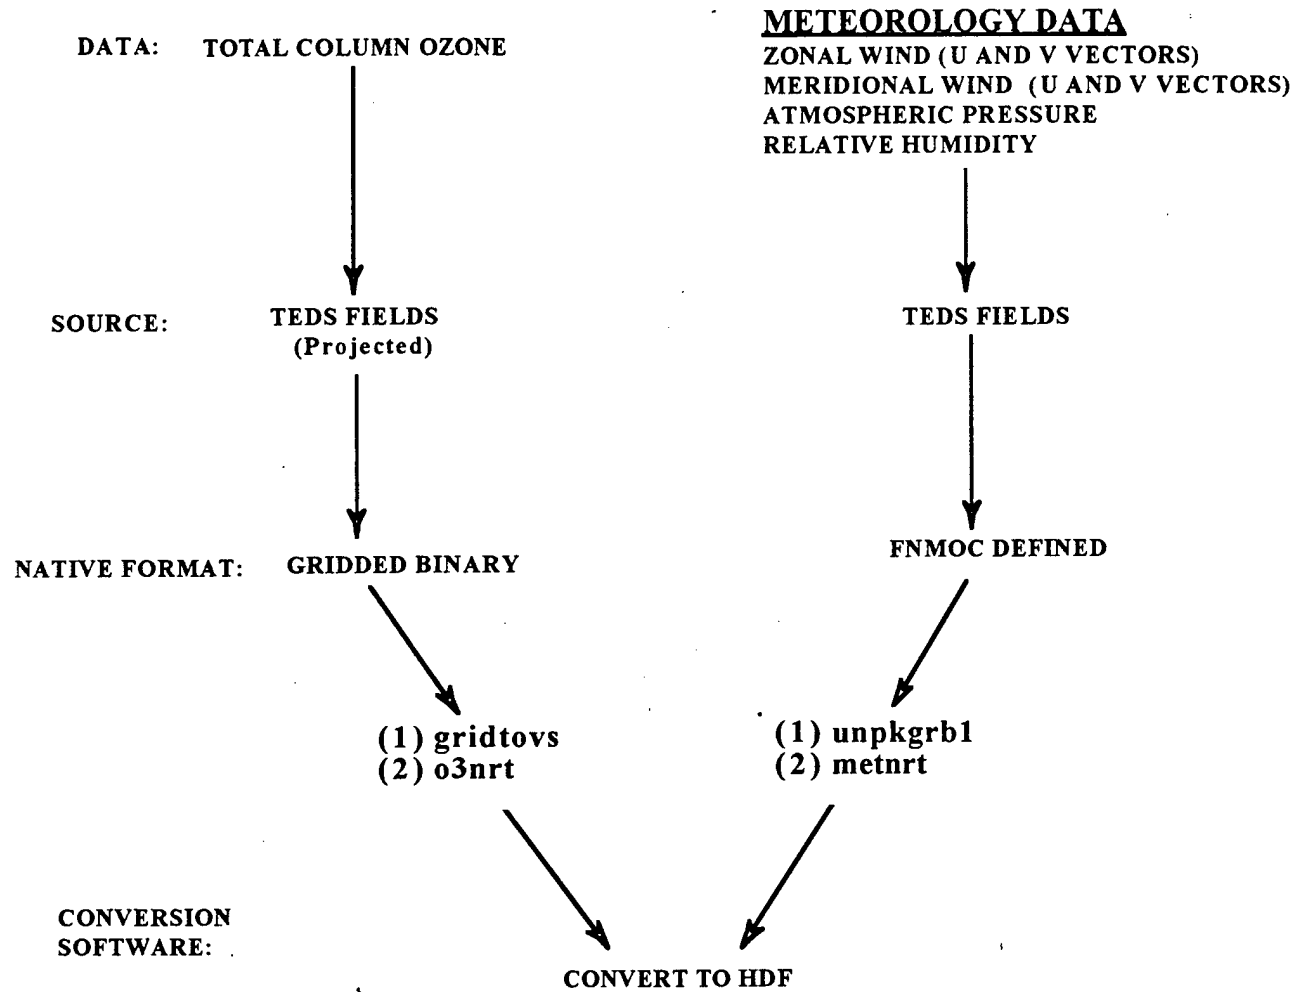 DATA: TOTAL COLUMN OZONE
METEOROLOGY DATA
ZONAL WIND (U AND V VECTORS)
MERIDIONAL WIND (U AND V VECTORS)
ATMOSPHERIC PRESSURE
RELATIVE HUMIDITY
SOURCE: TEDS FIELDS
(Projected)
TEDS FIELDS
NATIVE FORMAT: GRIDDED BINARY
FNMOC DEFINED
(1) gridtovs
(2) o3nrt
(1) unpkgrb1
(2) metnrt
CONVERSION
SOFTWARE:
CONVERT TO HDF